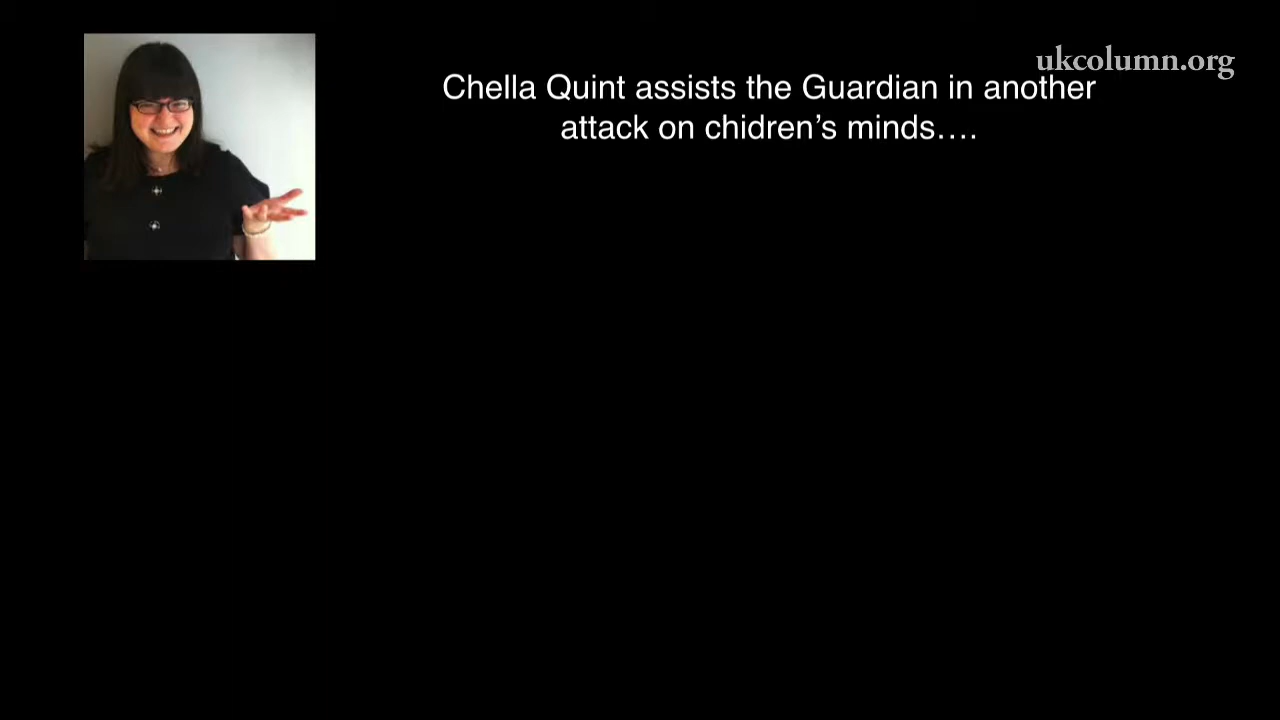 ukcolumn.org
Chella Quint assists the Guardian in another
attack on chidren’s minds….